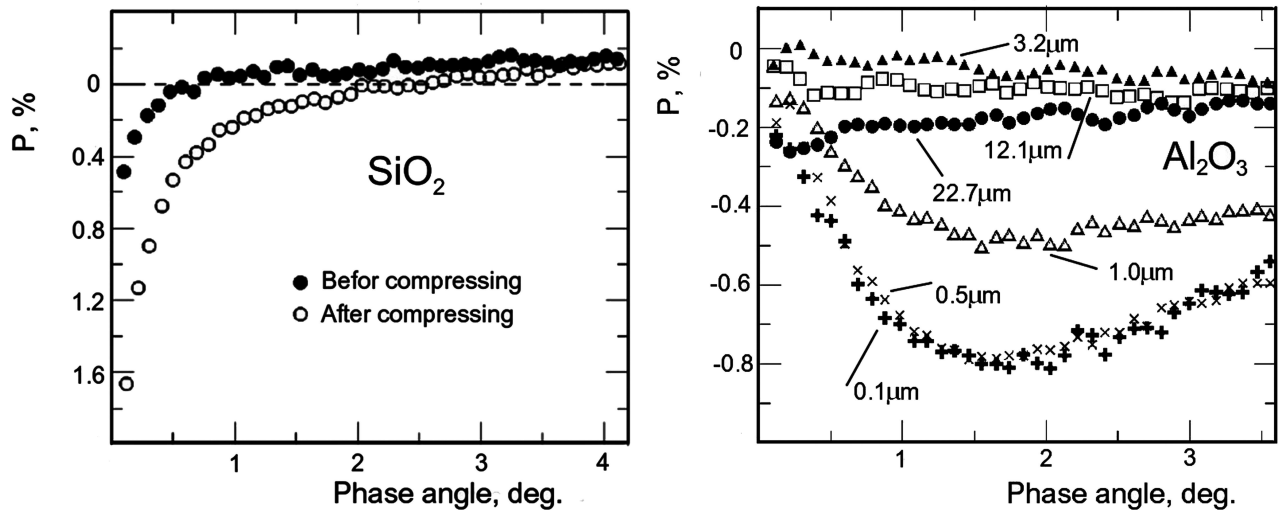 P, %
0
0.4
0.8
1.2
1.6
SiO2
Befor compressing
After compressing
1
2
3
4
Phase angle, deg.
P, %
0
-0.2
-0.4
-0.6
-0.8
3.2μm
12.1μm
Al2O3
22.7μm
1.0μm
0.5μm
0.1μm
1
2
3
Phase angle, deg.